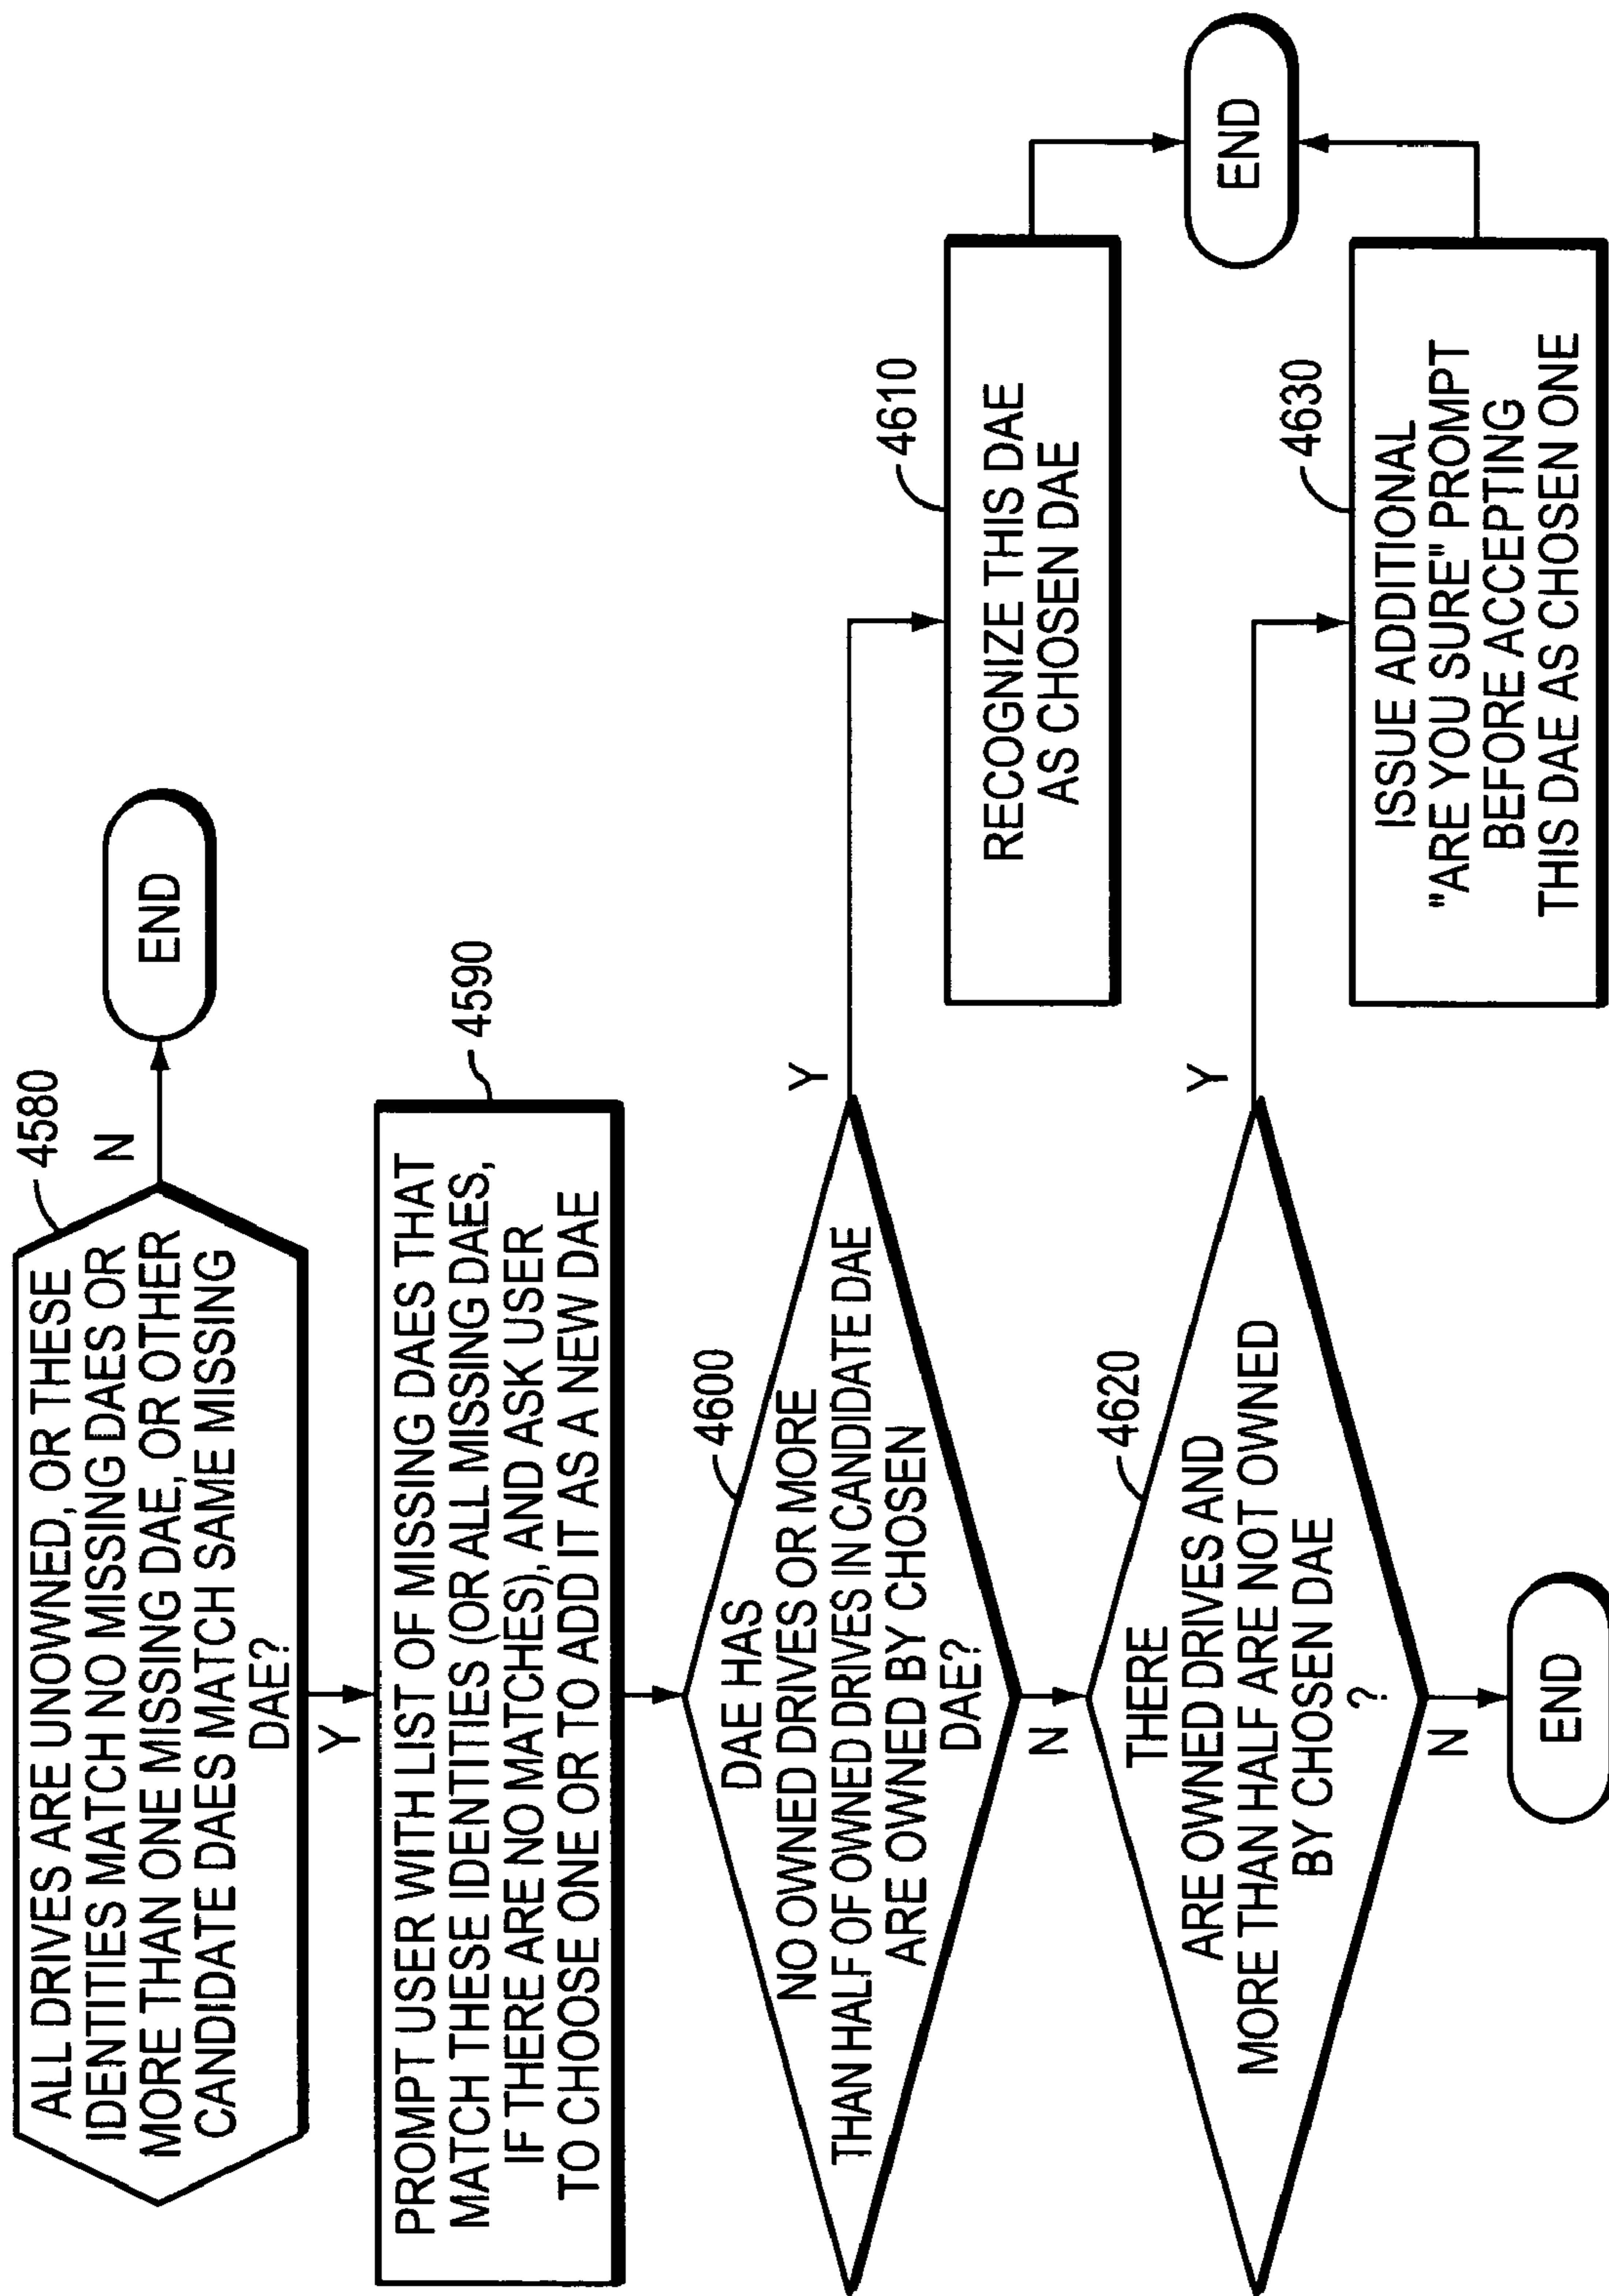 4580
ALL DRIVES ARE UNOWNED, OR THESE
IDENTITIES MATCH NO MISSING DAES OR
MORE THAN ONE MISSING DAE, OR OTHER
CANDIDATE DAES MATCH SAME MISSING
DAE?
N
END
Y
4590
PROMPT USER WITH LIST OF MISSING DAES THAT
MATCH THESE IDENTITIES (OR ALL MISSING DAES,
IF THERE ARE NO MATCHES), AND ASK USER
TO CHOOSE ONE OR TO ADD IT AS A NEW DAE
4600
DAE HAS
NO OWNED DRIVES OR MORE
THAN HALF OF OWNED DRIVES IN CANDIDATE DAE
ARE OWNED BY CHOSEN
DAE?
Y
4610
RECOGNIZE THIS DAE
AS CHOSEN DAE
END
N
4620
THERE
ARE OWNED DRIVES AND
MORE THAN HALF ARE NOT OWNED
BY CHOSEN DAE
?
Y
4630
ISSUE ADDITIONAL
"ARE YOU SURE" PROMPT
BEFORE ACCEPTING
THIS DAE AS CHOSEN ONE
N
END